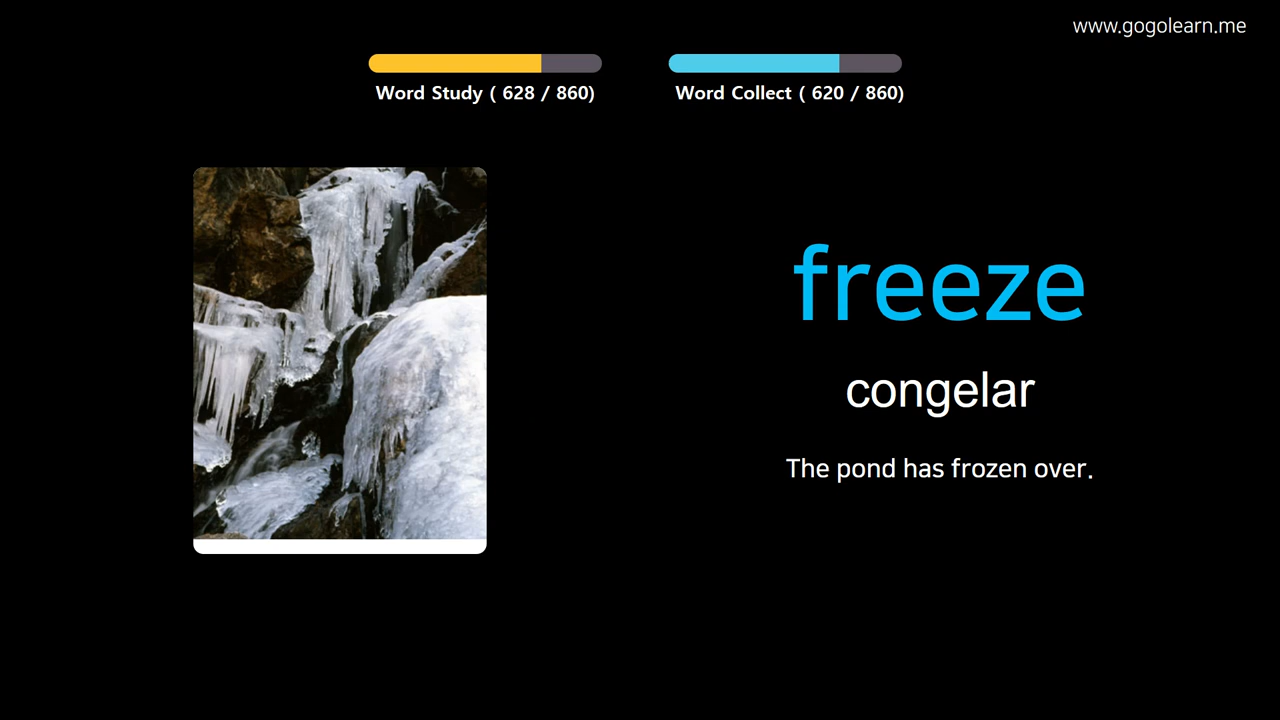 www.gogolearn.me
Word Study ( 628 / 860)
Word Collect ( 620 / 860)
freeze
congelar
The pond has frozen over.